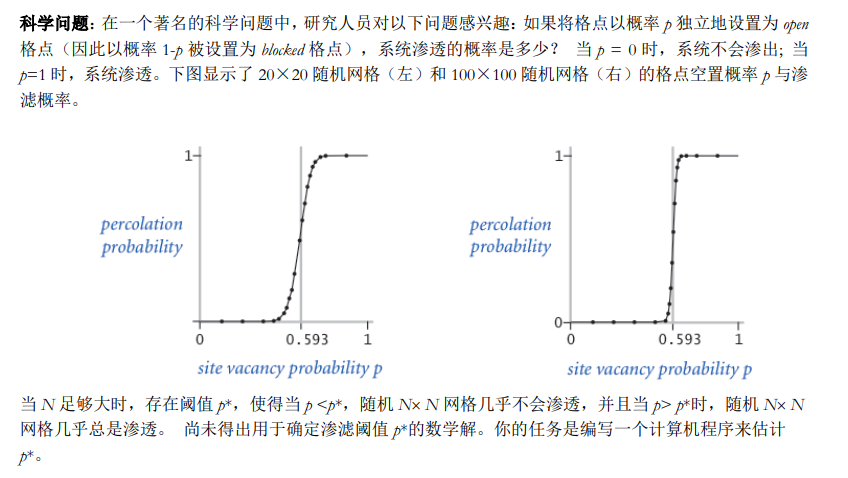 科学问题：在一个著名的科学问题中，研究人员对以下问题感兴趣：如果将格点以概率 p 独立地设置为 open
格点（因此以概率 1-p 被设置为 blocked 格点），系统渗透的概率是多少？ 当 p = 0 时，系统不会渗出; 当
p=1 时，系统渗透。下图显示了 20×20 随机网格（左）和 100×100 随机网格（右）的格点空置概率 p 与渗
滤概率。
1
percolation
probability
0
0.593
1
site vacancy probability p
1
percolation
probability
0
0
0.593
1
site vacancy probability p
当 N 足够大时，存在阈值 p*，使得当 p <p*，随机 N× N 网格几乎不会渗透，并且当 p> p*时，随机 N× N
网格几乎总是渗透。 尚未得出用于确定渗滤阈值 p*的数学解。你的任务是编写一个计算机程序来估计
p*。